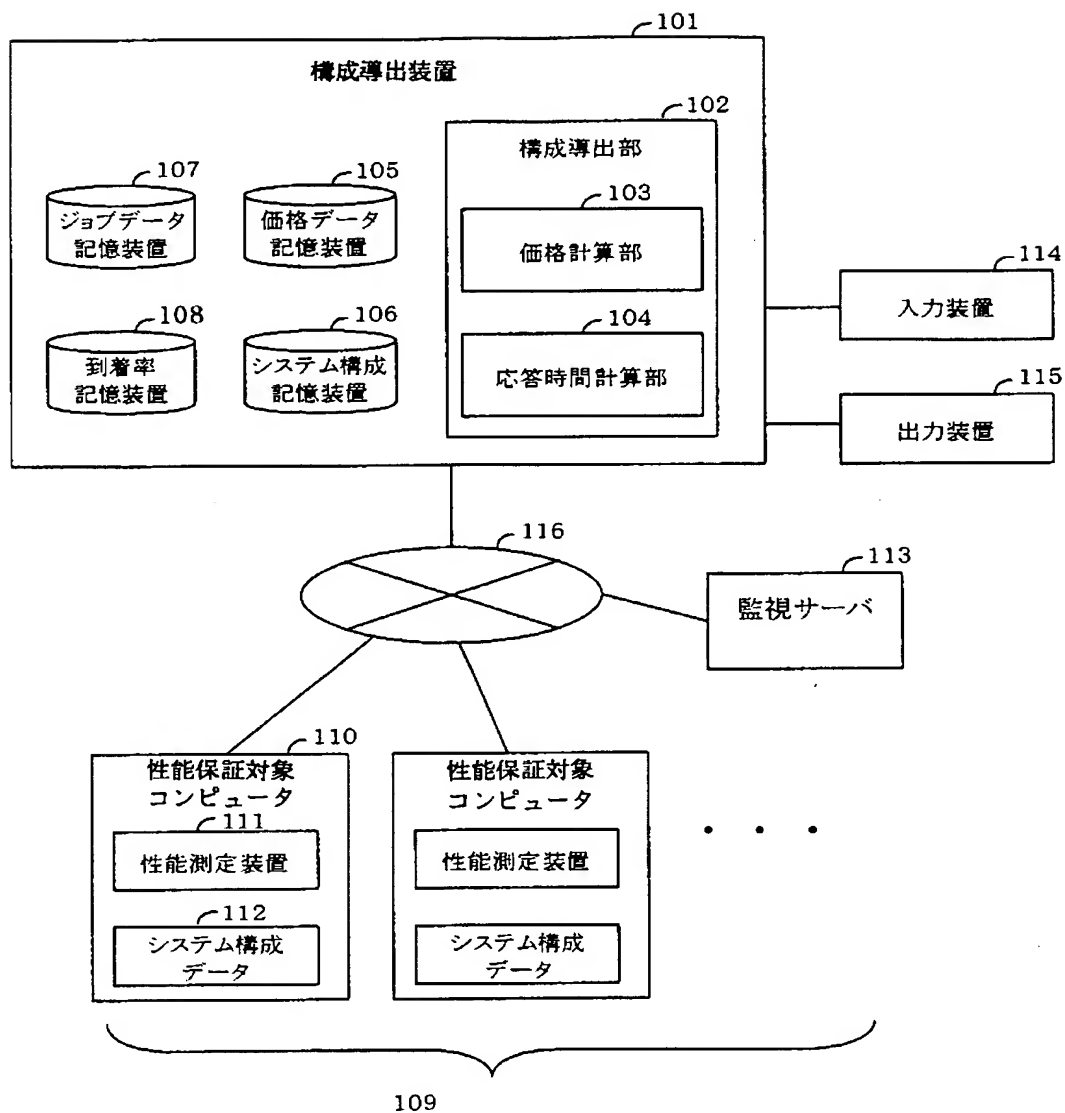 101
構成導出装置
102
構成導出部
107
ジョブデータ
記憶装置
105
価格データ
記憶装置
103
価格計算部
108
到着率
記憶装置
106
システム構成
記憶装置
104
応答時間計算部
114
入力装置
115
出力装置
116
113
監視サーバ
110
性能保証対象
コンピュータ
111
性能測定装置
112
システム構成
データ
性能保証対象
コンピュータ
性能測定装置
システム構成
データ
・・・
109